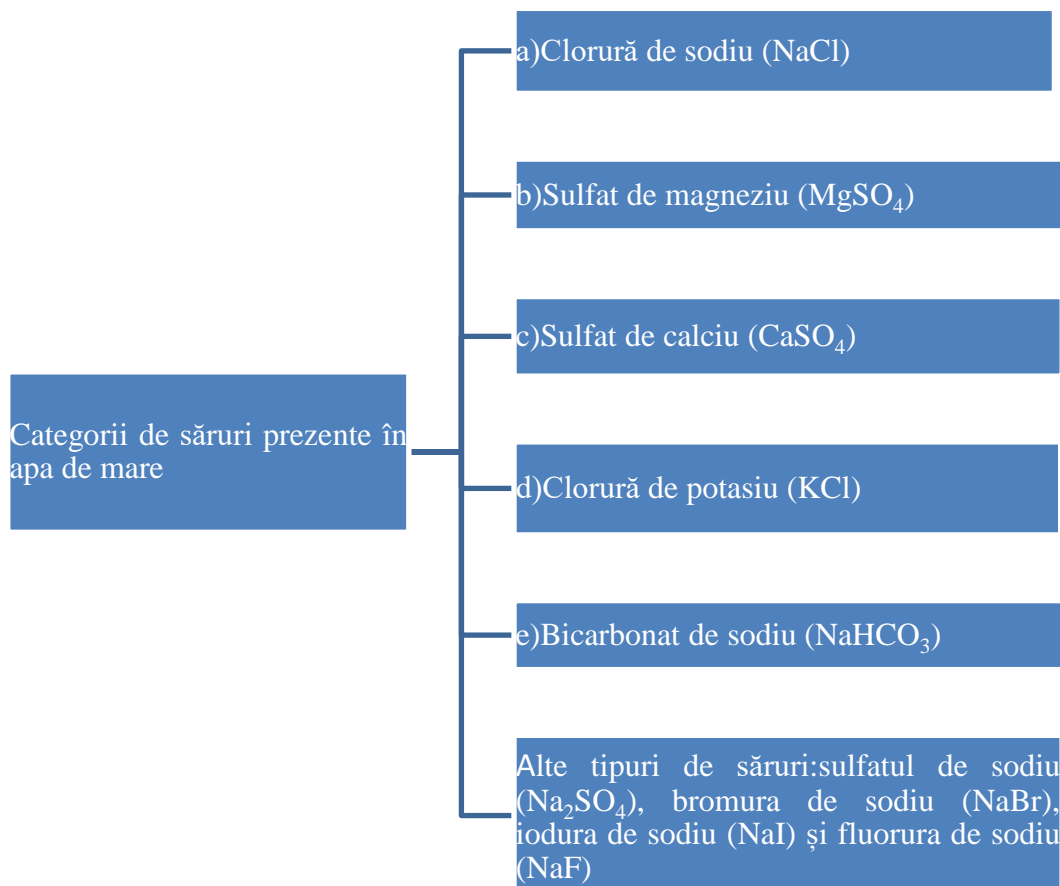 a)Clorură de sodiu (NaCl)
b)Sulfat de magneziu (MgSO₄)
c)Sulfat de calciu (CaSO₄)
Categorii de săruri prezente în
apa de mare
d)Clorură de potasiu (KCl)
e)Bicarbonat de sodiu (NaHCO₃)
Alte tipuri de săruri:sulfatul de sodiu
(Na₂SO₄), bromura de sodiu (NaBr),
iodura de sodiu (NaI) și fluorura de sodiu
(NaF)